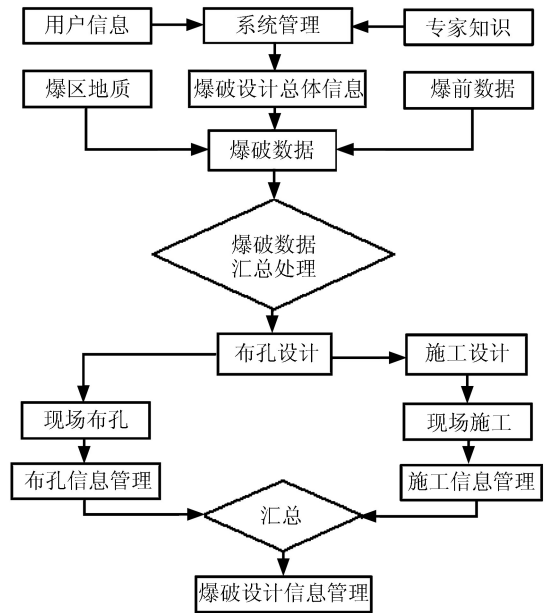 用户信息
系统管理
专家知识
爆区地质
爆破设计总体信息
爆前数据
爆破数据
爆破数据
汇总处理
布孔设计
施工设计
现场布孔
现场施工
布孔信息管理
施工信息管理
汇总
爆破设计信息管理